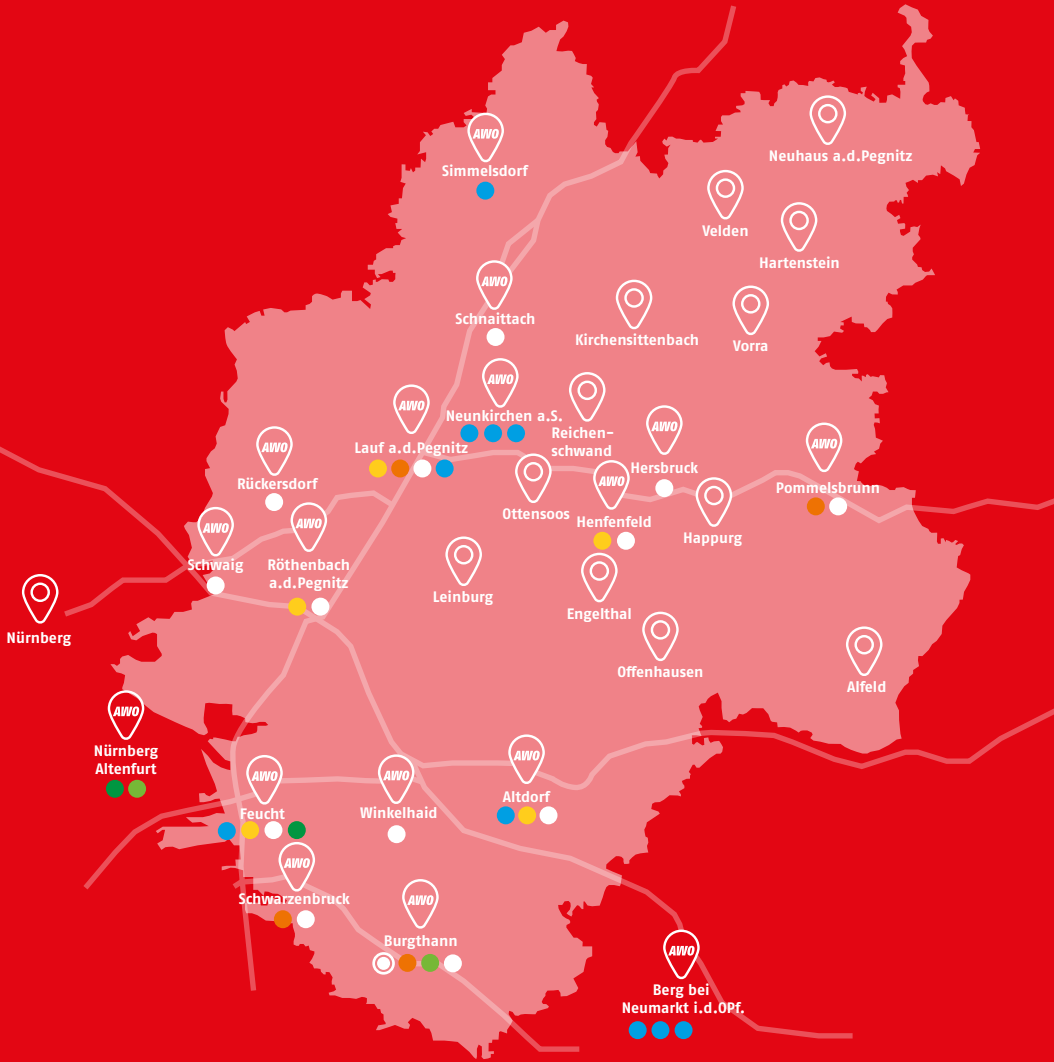 AWO
Simmelsdorf
Neuhaus a.d.Pegnitz
Velden
Hartenstein
AWO
Schnaittach
Kirchensittenbach
Vorra
AWO
Neunkirchen a.S.
AWO
Lauf a.d.Pegnitz
Reichen-
schwand
AWO
Hersbruck
AWO
Pommelsbrunn
AWO
Rückersdorf
Ottensoos
AWO
Henfenfeld
Happurg
AWO
Schwaig
AWO
Röthenbach
a.d.Pegnitz
Leinburg
Engelthal
Nürnberg
Offenhausen
Alfeld
AWO
Nürnberg
Altenfurt
AWO
Feucht
AWO
Winkelhaid
AWO
Altdorf
AWO
Schwarzenbruck
AWO
Burgthann
AWO
Berg bei
Neumarkt i.d.OPf.